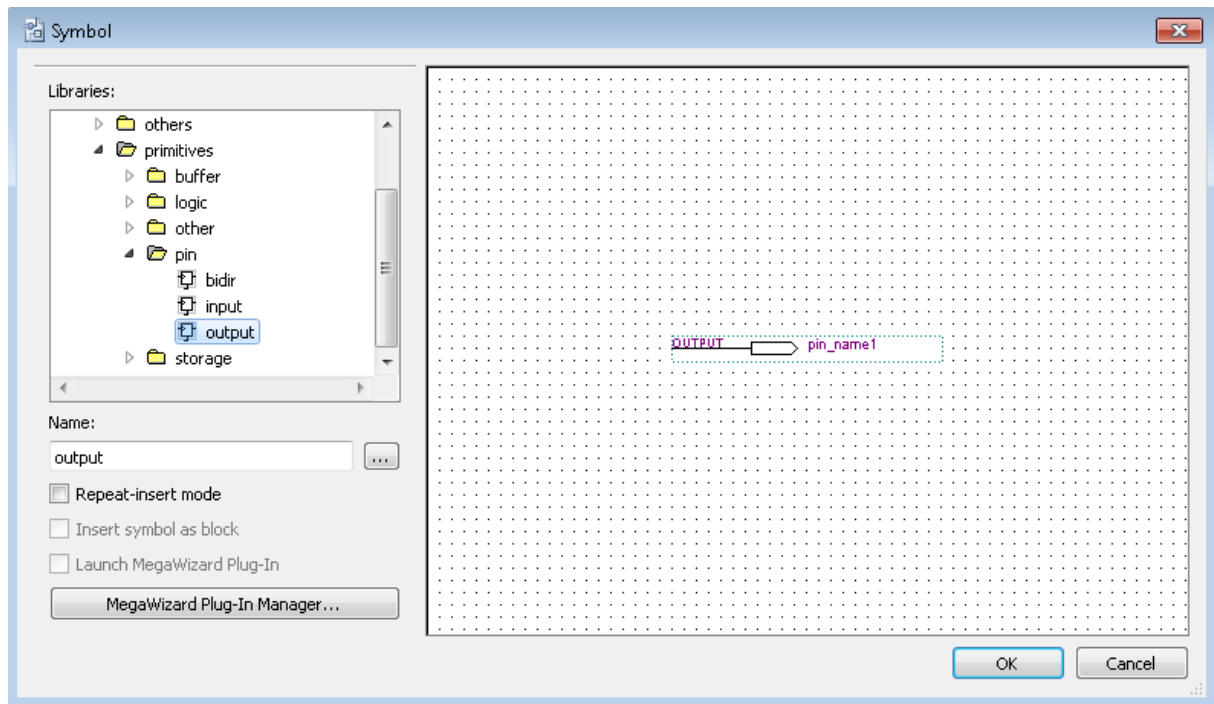 Symbol
Libraries:
others
primitives
buffer
logic
other
pin
bidir
input
output
storage
Name:
output
...
Repeat-insert mode
Insert symbol as block
Launch MegaWizard Plug-In
MegaWizard Plug-In Manager...
OUTPUT
pin_name1
OK
Cancel